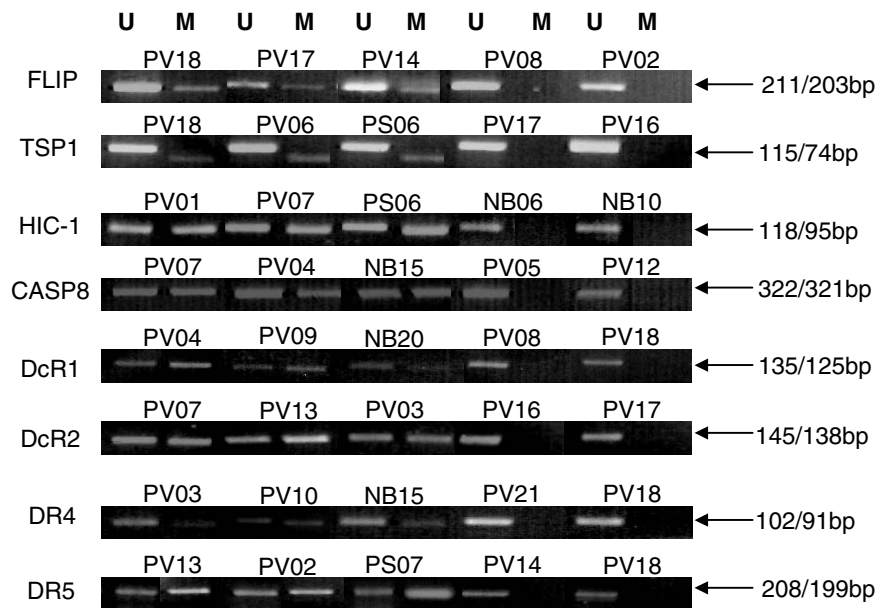 U M U M U M U M U M
PV18 PV17 PV14 PV08 PV02
FLIP 211/203bp
PV18 PV06 PS06 PV17 PV16
TSP1 115/74bp
PV01 PV07 PS06 NB06 NB10
HIC-1 118/95bp
PV07 PV04 NB15 PV05 PV12
CASP8 322/321bp
PV04 PV09 NB20 PV08 PV18
DcR1 135/125bp
PV07 PV13 PV03 PV16 PV17
DcR2 145/138bp
PV03 PV10 NB15 PV21 PV18
DR4 102/91bp
PV13 PV02 PS07 PV14 PV18
DR5 208/199bp